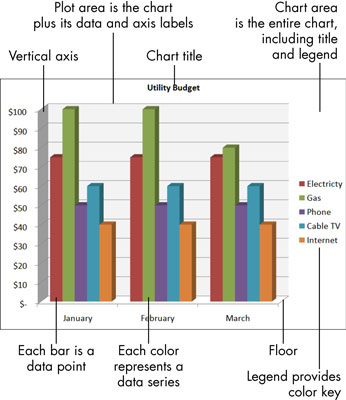 Plot area is the chart
plus its data and axis labels
Chart area
is the entire chart,
including title
and legend
Vertical axis
Chart title
Utility Budget
$100
$90
$80
$70
$60
$50
$40
$30
$20
$10
$-
Electricty
Gas
Phone
Cable TV
Internet
January
February
March
Each bar is a
data point
Each color
represents a
data series
Floor
Legend provides
color key